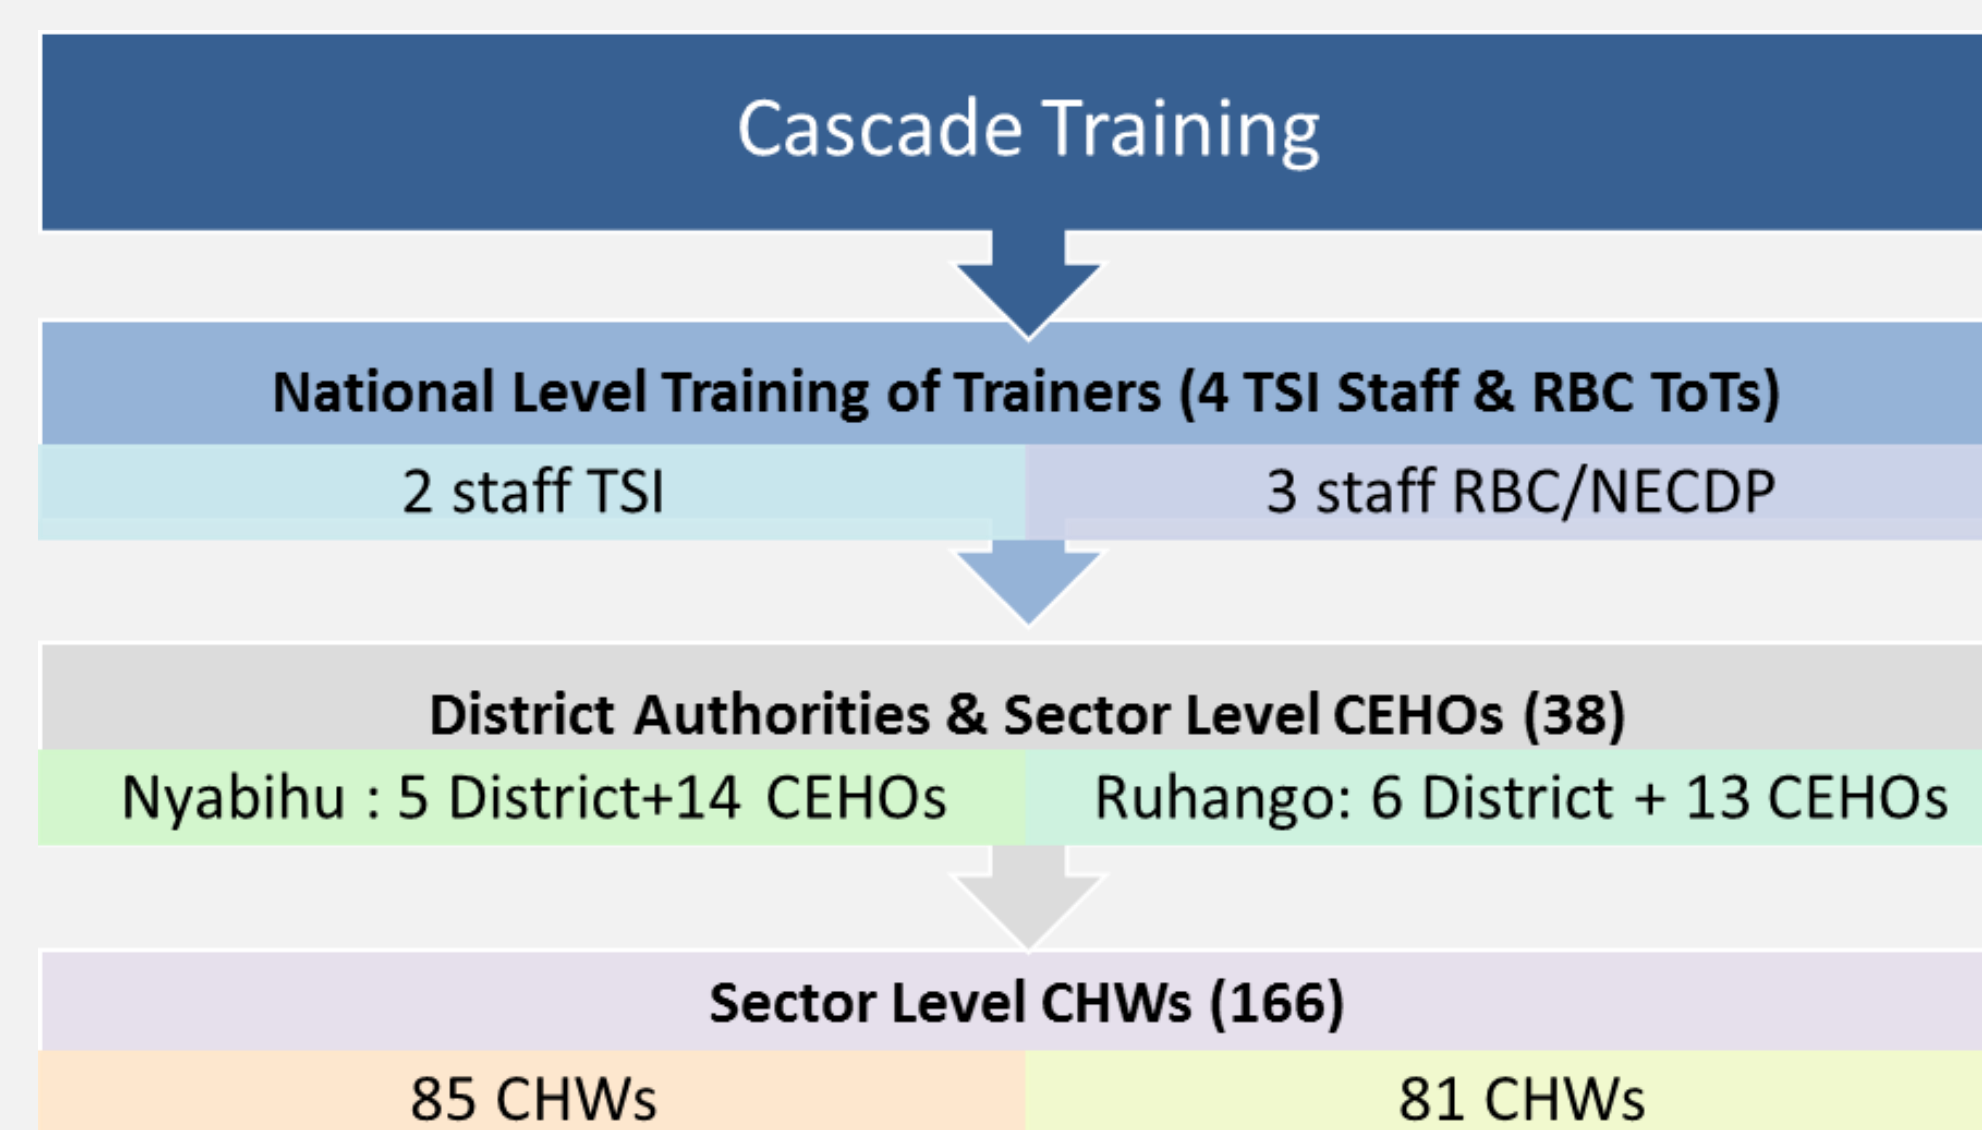 Cascade Training
National Level Training of Trainers (4 TSI Staff & RBC ToTs)
2 staff TSI
3 staff RBC/NECDP
District Authorities & Sector Level CEHOs (38)
Nyabihu : 5 District+14 CEHOs
Ruhango: 6 District + 13 CEHOs
Sector Level CHWs (166)
85 CHWs
81 CHWs